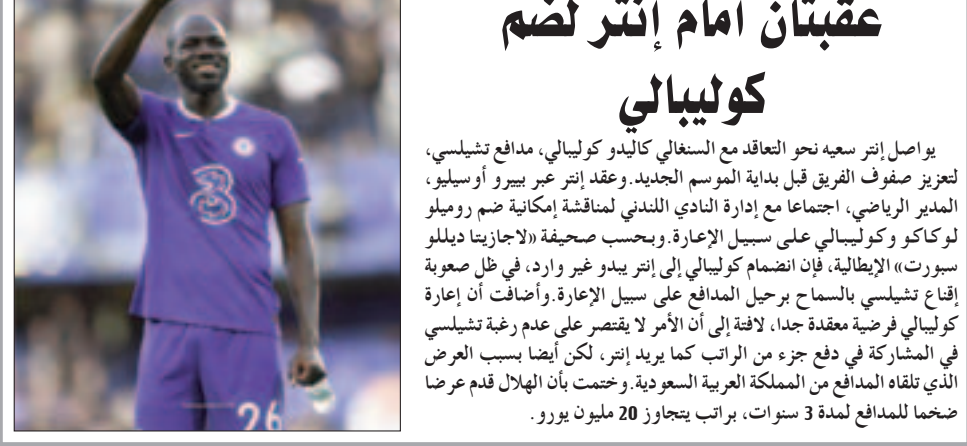 عقبتان أمام إنتر لضم
كوليبالي
يواصل إنتر سعيه نحو التعاقد مع السنغالي كاليدو كوليبالي، مدافع تشيلسي،
لتعزيز صفوف الفريق قبل بداية الموسم الجديد.وعقد إنتر عبر بييرو أوسيليو،
المدير الرياضي، اجتماعا مع إدارة النادي اللندني لمناقشة إمكانية ضم روميلو
لوكاكو وكوليبالي على سبيل الإعارة.وبحسب صحيفة «لاجازيتا ديللو
سبورت» الإيطالية، فإن انضمام كوليبالي إلى إنتر يبدو غير وارد، في ظل صعوبة
إقناع تشيلسي بالسماح برحيل المدافع على سبيل الإعارة.وأضافت أن إعارة
كوليبالي فرضية معقدة جدا، لافتة إلى أن الأمر لا يقتصر على عدم رغبة تشيلسي
في المشاركة في دفع جزء من الراتب كما يريد إنتر، لكن أيضا بسبب العرض
الذي تلقاه المدافع من المملكة العربية السعودية.وختمت بأن الهلال قدم عرضا
ضخما للمدافع لمدة 3 سنوات، براتب يتجاوز 20 مليون يورو.
3
26